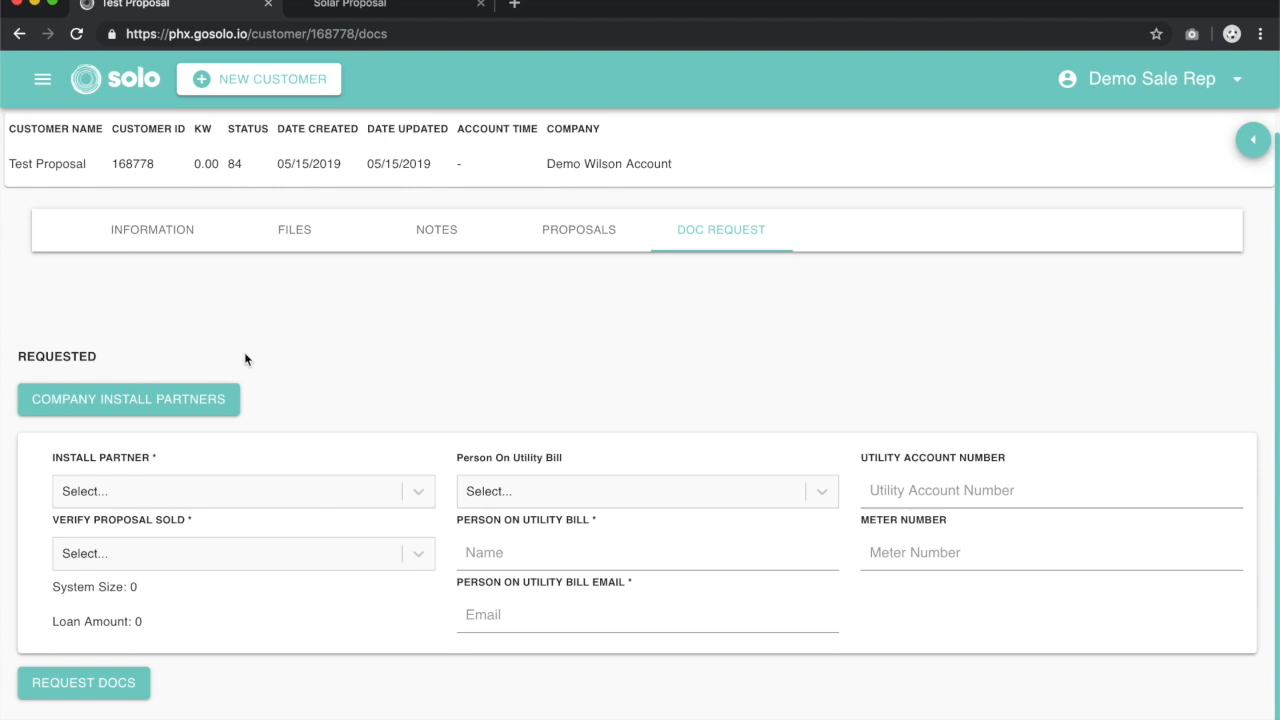 Test Proposal
Solar Proposal
https://phx.gosolo.io/customer/168778/docs
solo
NEW CUSTOMER
Demo Sale Rep
CUSTOMER NAME CUSTOMER ID KW STATUS DATE CREATED DATE UPDATED ACCOUNT TIME COMPANY
Test Proposal 168778 0.00 84 05/15/2019 05/15/2019 - Demo Wilson Account
INFORMATION FILES NOTES PROPOSALS DOC REQUEST
REQUESTED
COMPANY INSTALL PARTNERS
INSTALL PARTNER * Person On Utility Bill UTILITY ACCOUNT NUMBER
Select... Select... Utility Account Number
VERIFY PROPOSAL SOLD * PERSON ON UTILITY BILL * METER NUMBER
Select... Name Meter Number
System Size: 0 PERSON ON UTILITY BILL EMAIL *
Loan Amount: 0 Email
REQUEST DOCS